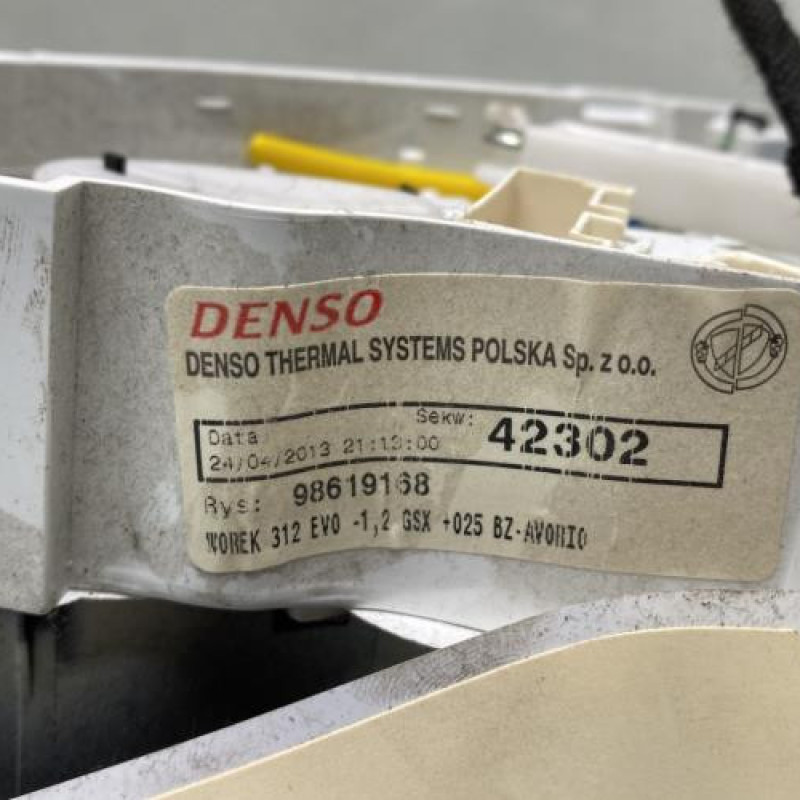 DENSO
DENSO THERMAL SYSTEMS POLSKA Sp. z o.o.
Data
Sekw: 42302
24/04/2013 21:13:00
Rys: 98619168
WOREK 312 EVO -1,2 GSX +025 BZ-AVORIO